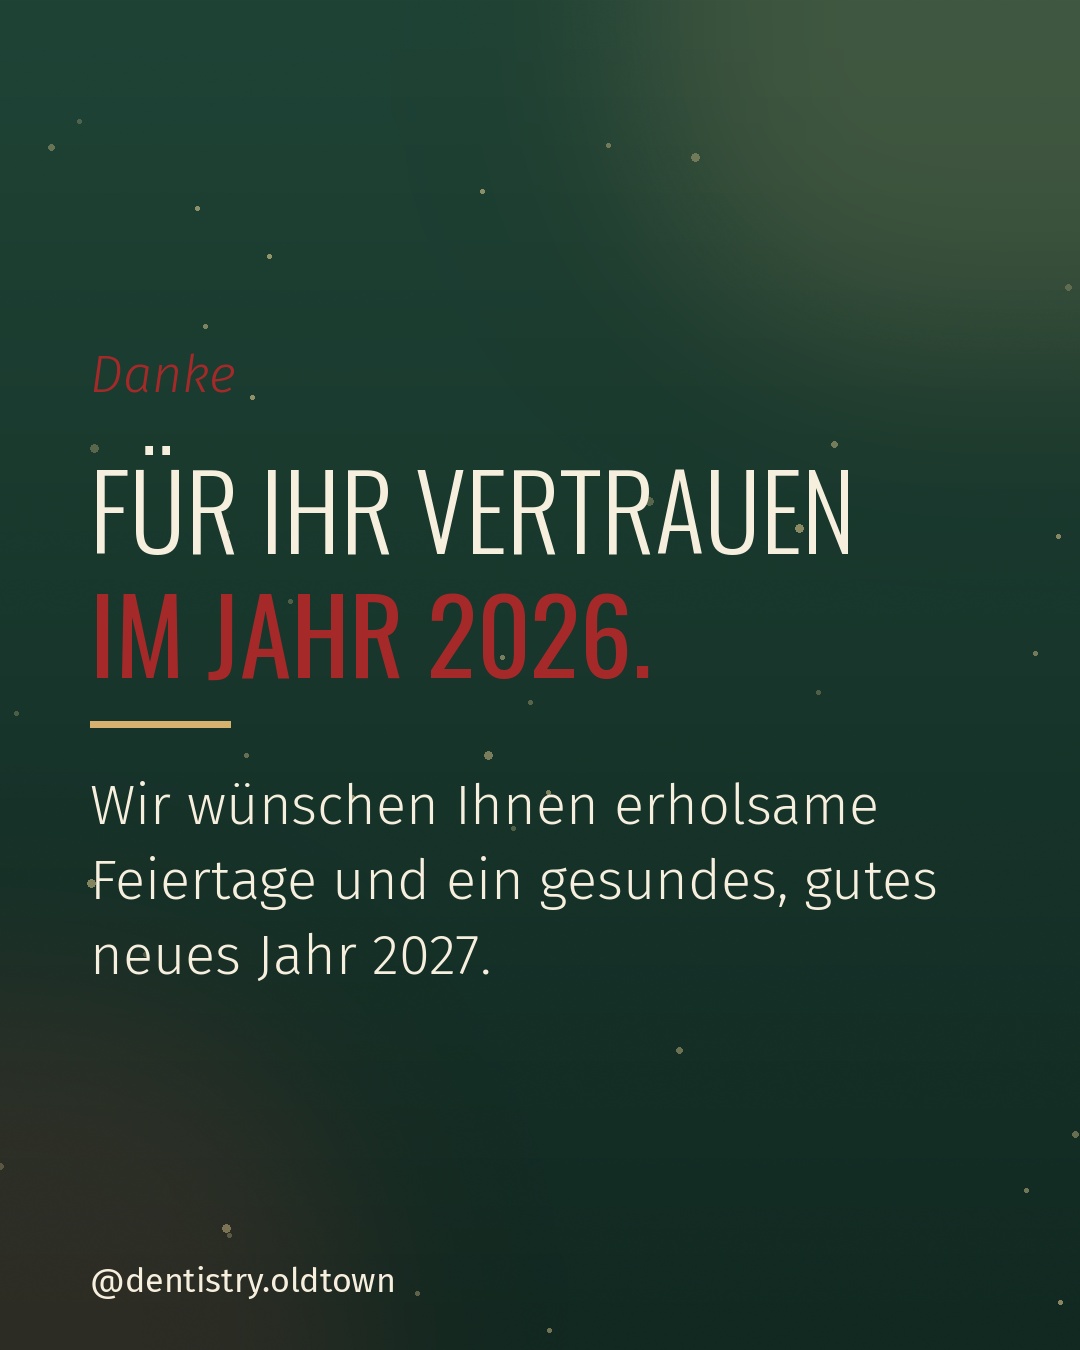 Danke
FÜR IHR VERTRAUEN
IM JAHR 2026.
Wir wünschen Ihnen erholsame
Feiertage und ein gesundes, gutes
neues Jahr 2027.
@dentistry.oldtown